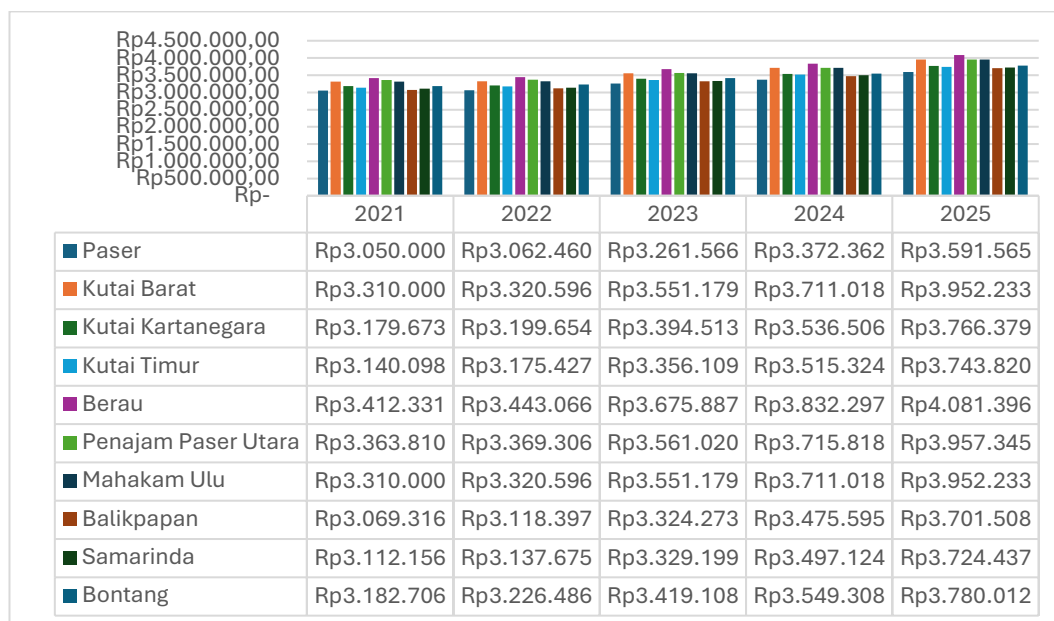 Rp4.500.000,00
Rp4.000.000,00
Rp3.500.000,00
Rp3.000.000,00
Rp2.500.000,00
Rp2.000.000,00
Rp1.500.000,00
Rp1.000.000,00
Rp500.000,00
Rp-
2021 2022 2023 2024 2025
Paser Rp3.050.000 Rp3.062.460 Rp3.261.566 Rp3.372.362 Rp3.591.565
Kutai Barat Rp3.310.000 Rp3.320.596 Rp3.551.179 Rp3.711.018 Rp3.952.233
Kutai Kartanegara Rp3.179.673 Rp3.199.654 Rp3.394.513 Rp3.536.506 Rp3.766.379
Kutai Timur Rp3.140.098 Rp3.175.427 Rp3.356.109 Rp3.515.324 Rp3.743.820
Berau Rp3.412.331 Rp3.443.066 Rp3.675.887 Rp3.832.297 Rp4.081.396
Penajam Paser Utara Rp3.363.810 Rp3.369.306 Rp3.561.020 Rp3.715.818 Rp3.957.345
Mahakam Ulu Rp3.310.000 Rp3.320.596 Rp3.551.179 Rp3.711.018 Rp3.952.233
Balikpapan Rp3.069.316 Rp3.118.397 Rp3.324.273 Rp3.475.595 Rp3.701.508
Samarinda Rp3.112.156 Rp3.137.675 Rp3.329.199 Rp3.497.124 Rp3.724.437
Bontang Rp3.182.706 Rp3.226.486 Rp3.419.108 Rp3.549.308 Rp3.780.012